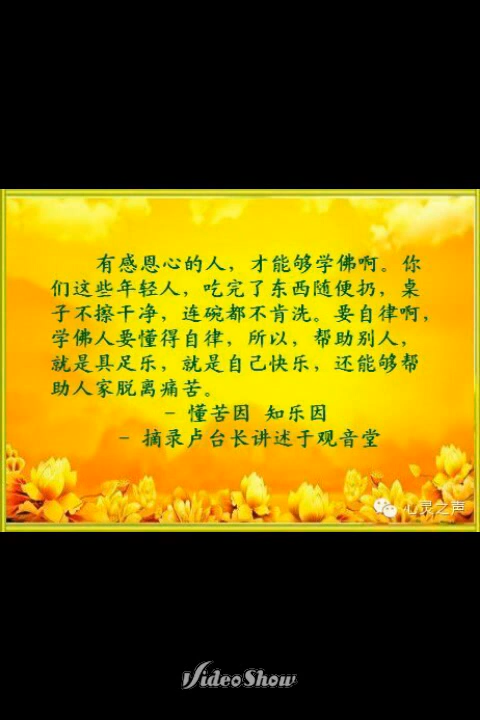 有感恩心的人，才能够学佛啊。你
们这些年轻人，吃完了东西随便扔，桌
子不擦干净，连碗都不肯洗。要自律啊，
学佛人要懂得自律，所以，帮助别人，
就是具足乐，就是自己快乐，还能够帮
助人家脱离痛苦。
- 懂苦因 知乐因
- 摘录卢台长讲述于观音堂
心灵之声
VideoShow